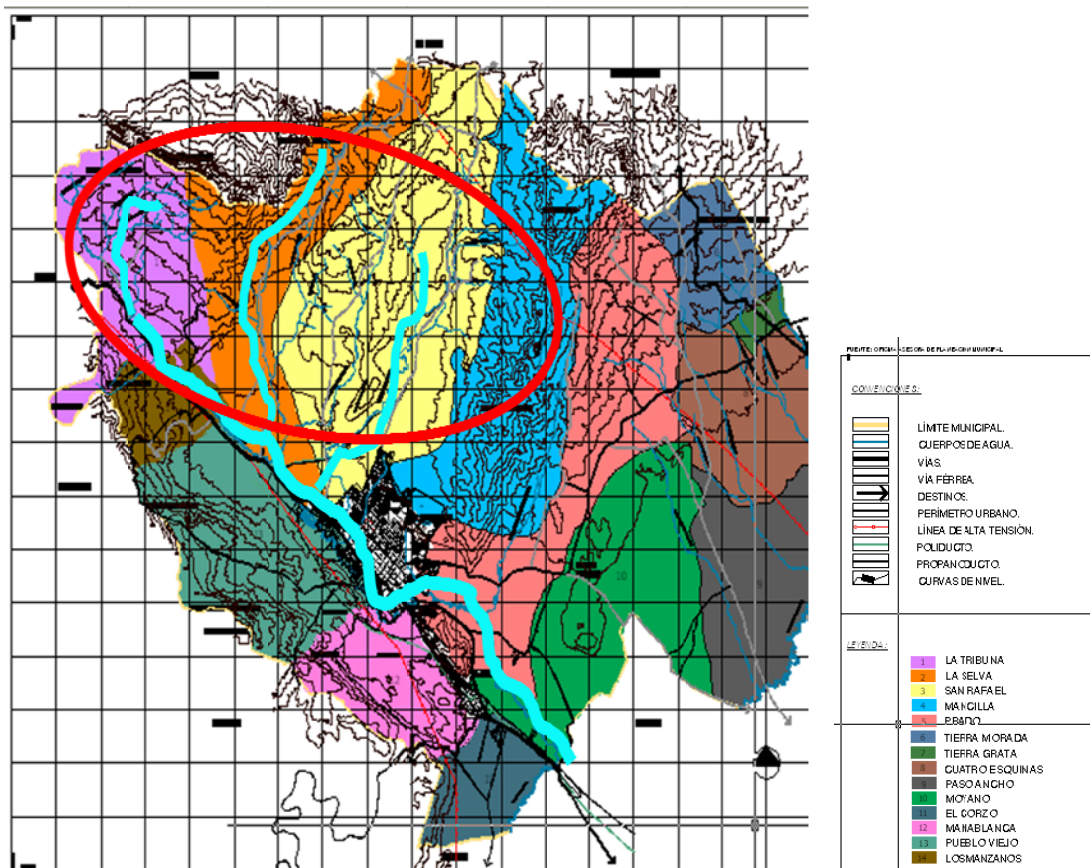 FUENTE: OFICINA ASESORA DE PLANEACION MUNICIPAL
CONVENCIONES:
LÍMITE MUNICIPAL.
CUERPOS DE AGUA.
VÍAS.
VÍA FÉRREA.
DESTINOS.
PERÍMETRO URBANO.
LÍNEA DE ALTA TENSIÓN.
POLIDUCTO.
PROPANODUCTO.
CURVAS DE NIVEL.
LEYENDA:
1 LA TRIBUNA
2 LA SELVA
3 SAN RAFAEL
4 MANCILLA
5 PRADO
6 TIERRA MORADA
7 TIERRA GRATA
8 CUATRO ESQUINAS
9 PASO ANCHO
10 MOYANO
11 EL CORZO
12 MANABLANCA
13 PUEBLO VIEJO
14 LOS MANZANOS
10
9
12